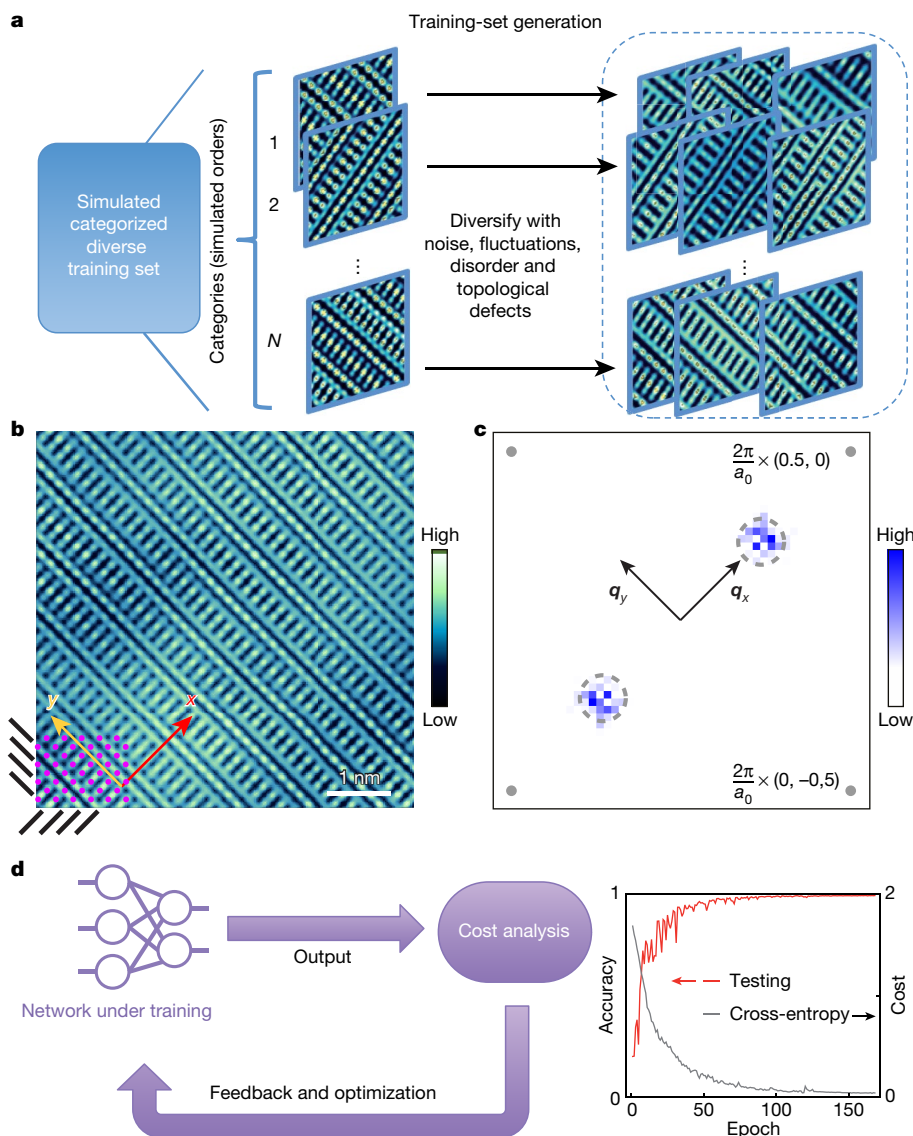 a
Training-set generation
Simulated
categorized
diverse
training set
Categories (simulated orders)
1
2
⋮
N
Diversify with
noise, fluctuations,
disorder and
topological
defects
⋮
b
y
x
1 nm
High
Low
c
2π/a0 × (0.5, 0)
qy
qx
2π/a0 × (0, –0,5)
High
Low
d
Network under training
Output
Cost analysis
Feedback and optimization
1
2
Accuracy
Testing
Cross-entropy
Cost
1
0
0
50
100
150
Epoch